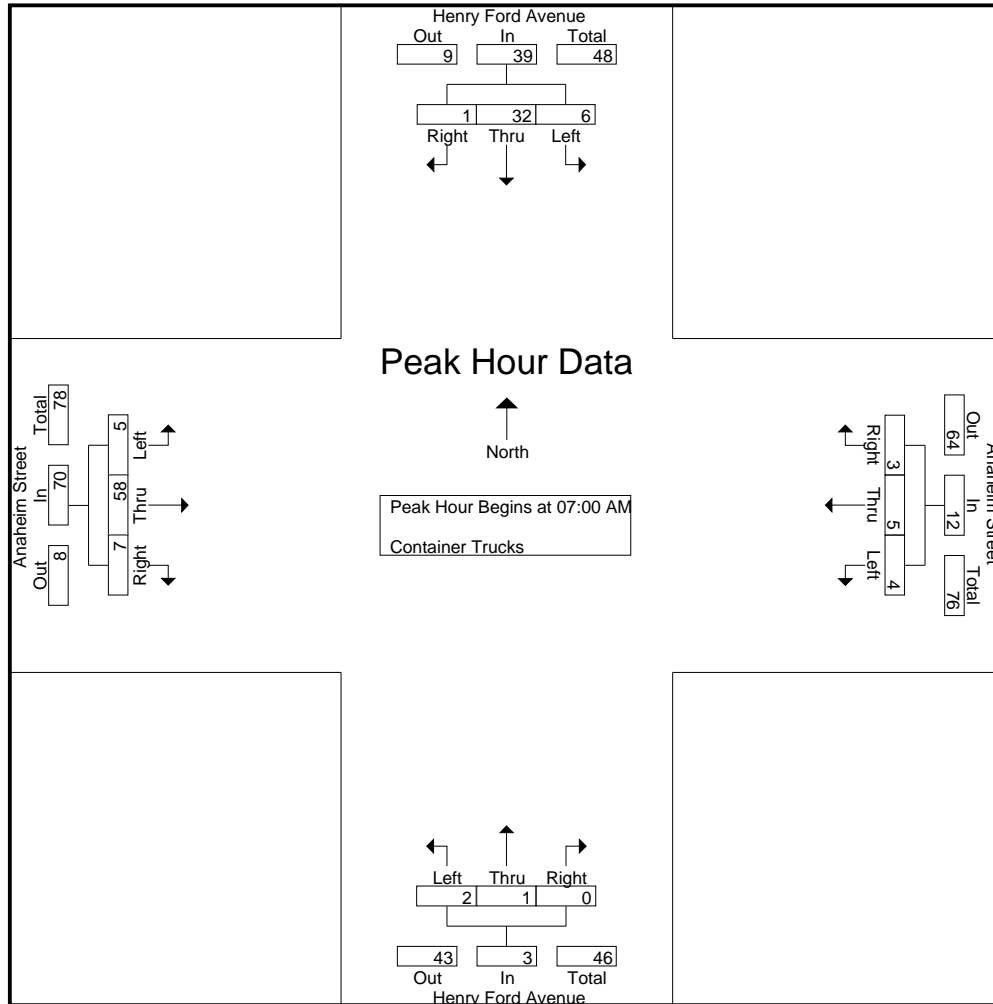 Henry Ford Avenue
Out In Total
9 39 48
1 32 6
Right Thru Left
Peak Hour Data
North
Peak Hour Begins at 07:00 AM
Container Trucks
Anaheim Street
Out In Total
8 70 78
Left Thru Right
5 58 7
Anaheim Street
Out In Total
64 12 76
Right Thru Left
3 5 4
Left Thru Right
2 1 0
43 3 46
Out In Total
Henry Ford Avenue